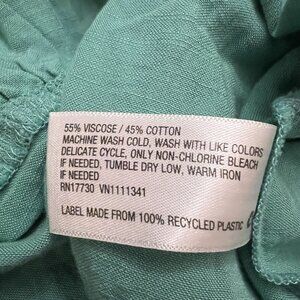 55% VISCOSE / 45% COTTON
MACHINE WASH COLD, WASH WITH LIKE COLORS
DELICATE CYCLE, ONLY NON-CHLORINE BLEACH
IF NEEDED, TUMBLE DRY LOW, WARM IRON
IF NEEDED
RN17730 VN1111341
LABEL MADE FROM 100% RECYCLED PLASTIC